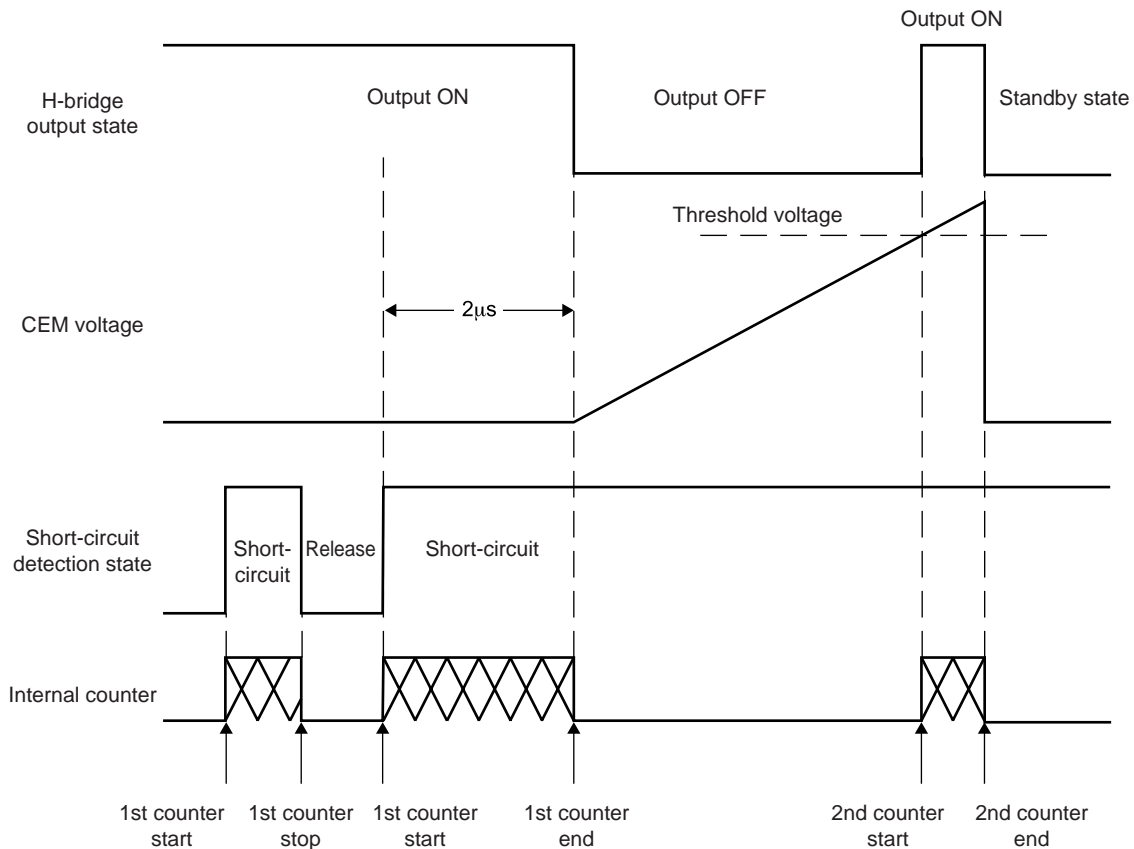 Output ON
H-bridge
output state
Output ON
Output OFF
Standby state
Threshold voltage
CEM voltage
2μs
Short-circuit
detection state
Short-
circuit
Release
Short-circuit
Internal counter
1st counter
start
1st counter
stop
1st counter
start
1st counter
end
2nd counter
start
2nd counter
end